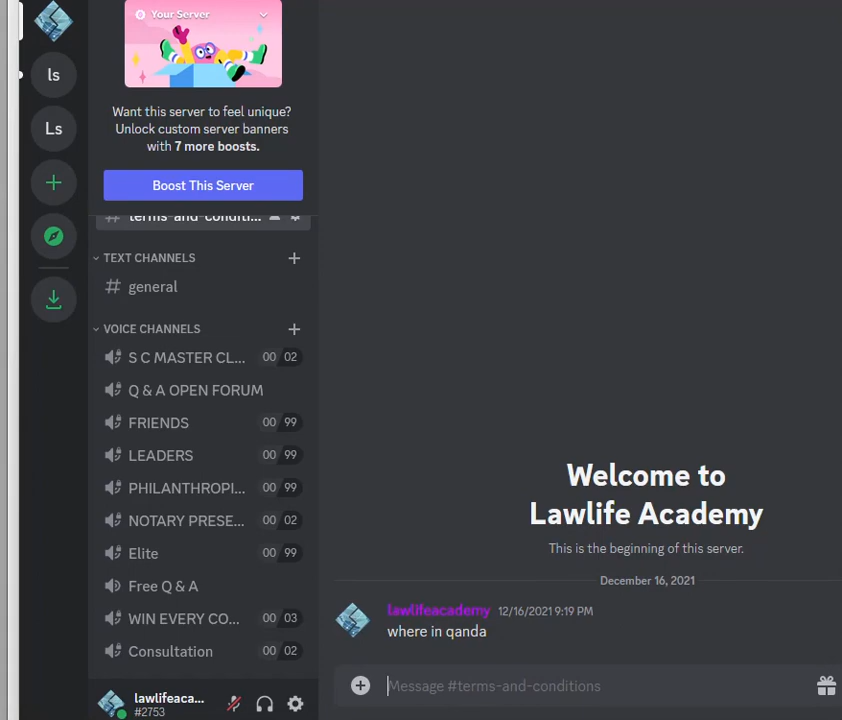 Your Server
ls
Ls
Want this server to feel unique?
Unlock custom server banners
with 7 more boosts.
Boost This Server
terms-and-conditi...
TEXT CHANNELS
general
VOICE CHANNELS
S C MASTER CL... 00 02
Q & A OPEN FORUM
FRIENDS 00 99
LEADERS 00 99
PHILANTHROPI... 00 99
NOTARY PRESE... 00 02
Elite 00 99
Free Q & A
WIN EVERY CO... 00 03
Consultation 00 02
lawlifeaca...
#2753
Welcome to
Lawlife Academy
This is the beginning of this server.
December 16, 2021
lawlifeacademy 12/16/2021 9:19 PM
where in qanda
Message #terms-and-conditions